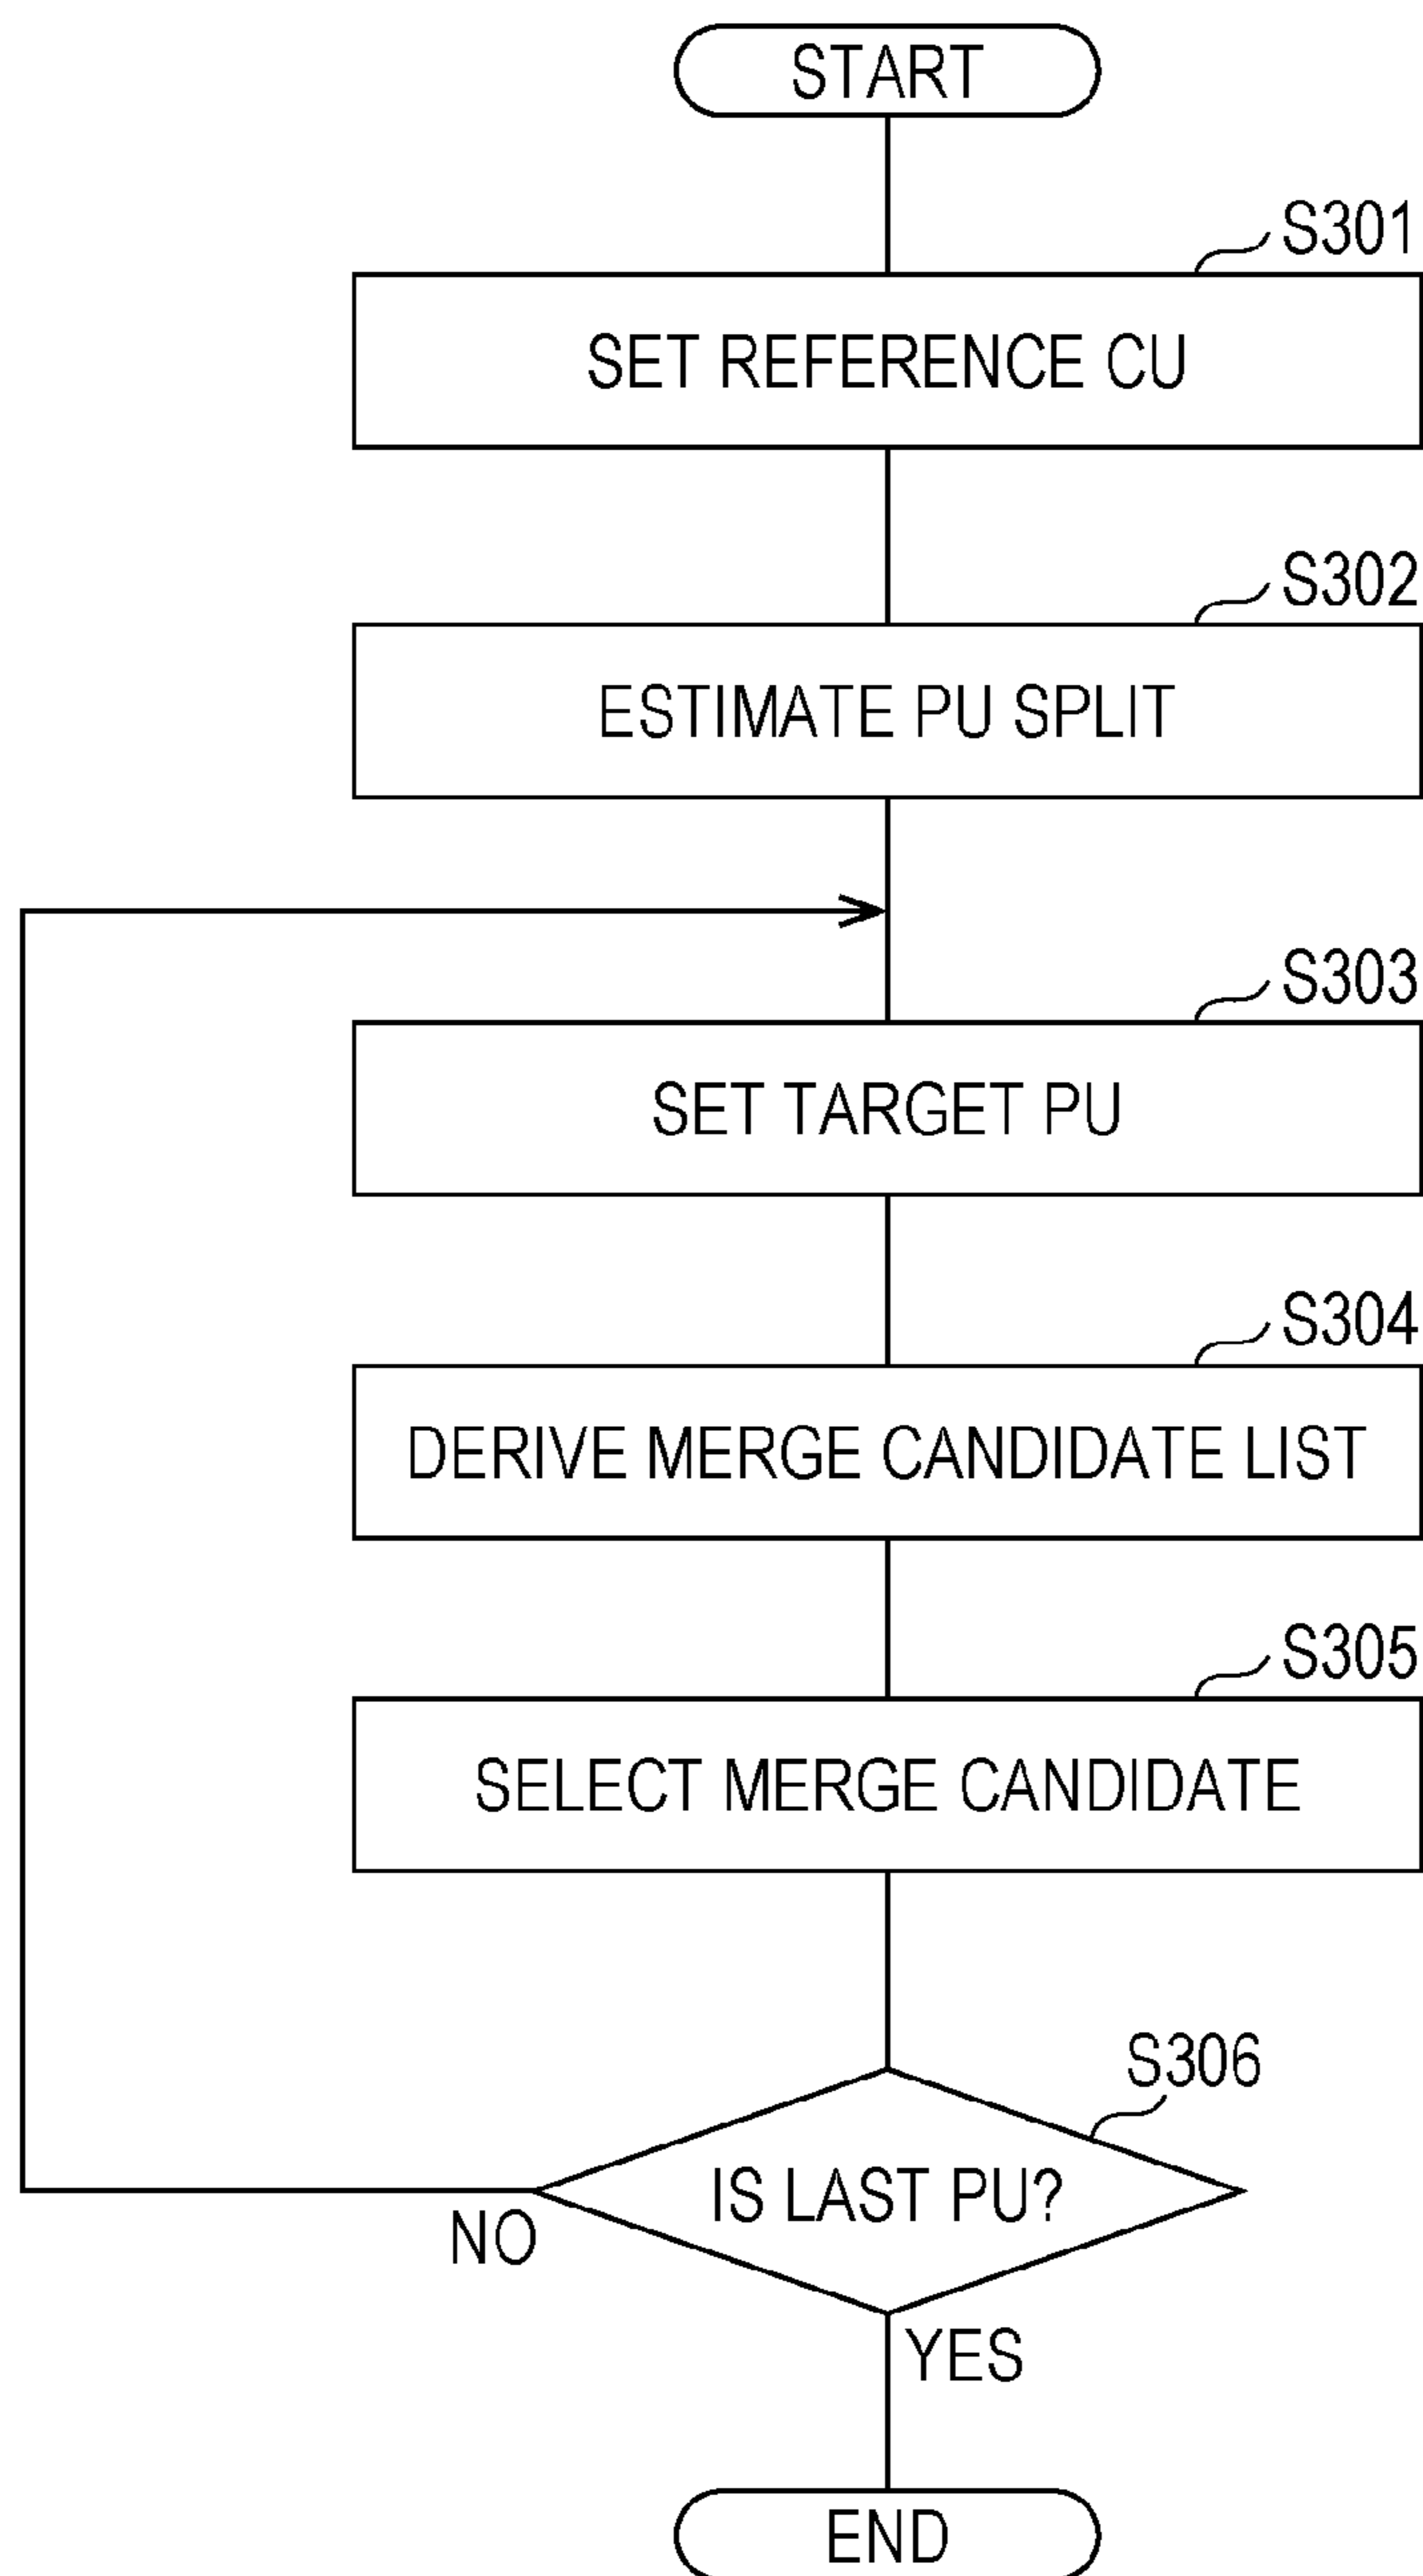 START
S301
SET REFERENCE CU
S302
ESTIMATE PU SPLIT
S303
SET TARGET PU
S304
DERIVE MERGE CANDIDATE LIST
S305
SELECT MERGE CANDIDATE
S306
IS LAST PU?
NO
YES
END